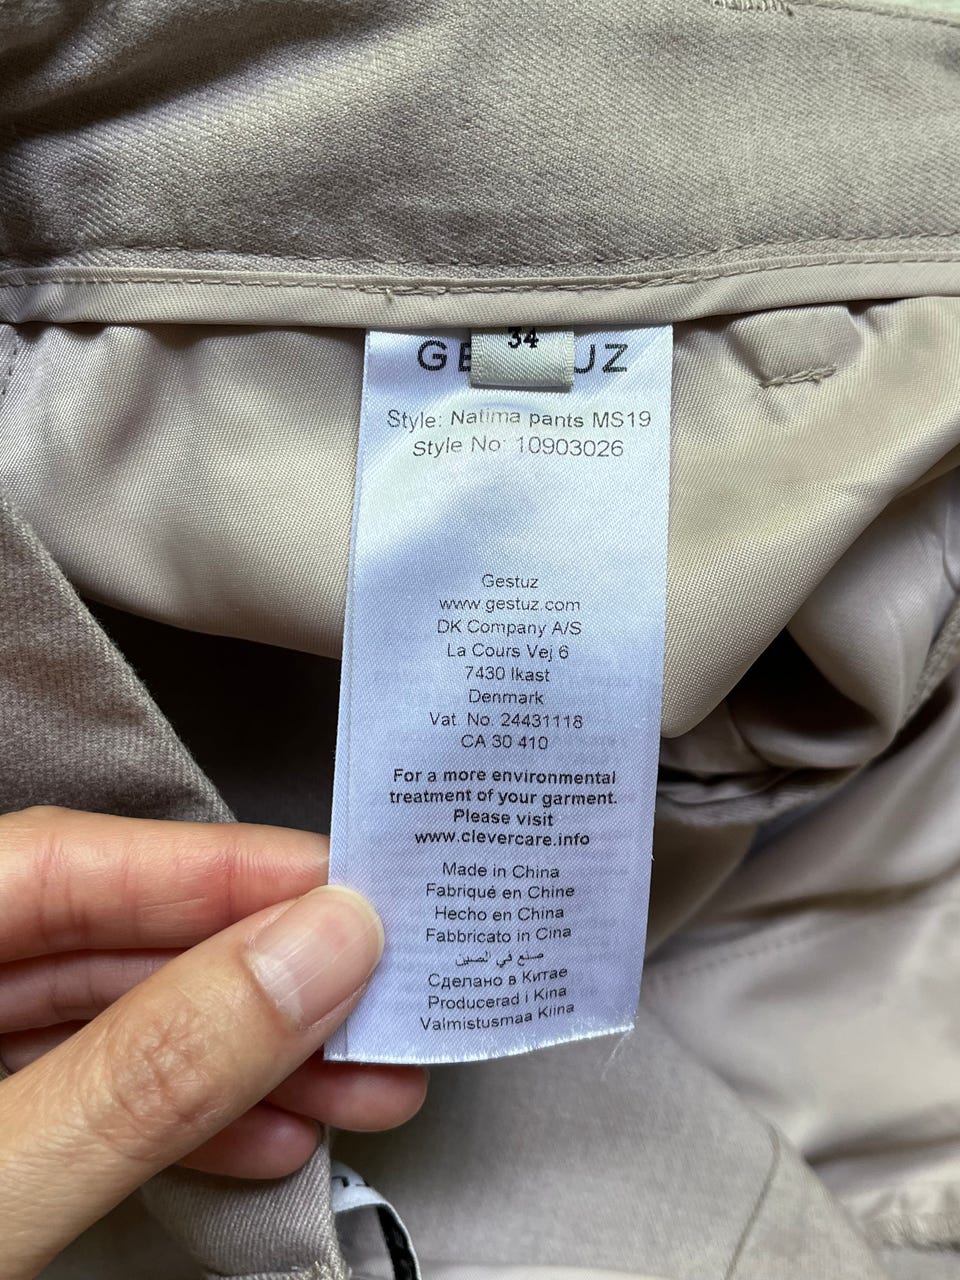 34
GESTUZ
Style: Natima pants MS19
Style No: 10903026
Gestuz
www.gestuz.com
DK Company A/S
La Cours Vej 6
7430 Ikast
Denmark
Vat. No. 24431118
CA 30 410
For a more environmental
treatment of your garment.
Please visit
www.clevercare.info
Made in China
Fabriqué en Chine
Hecho en China
Fabbricato in Cina
صنع في الصين
Сделано в Китае
Producerad i Kina
Valmistusmaa Kiina